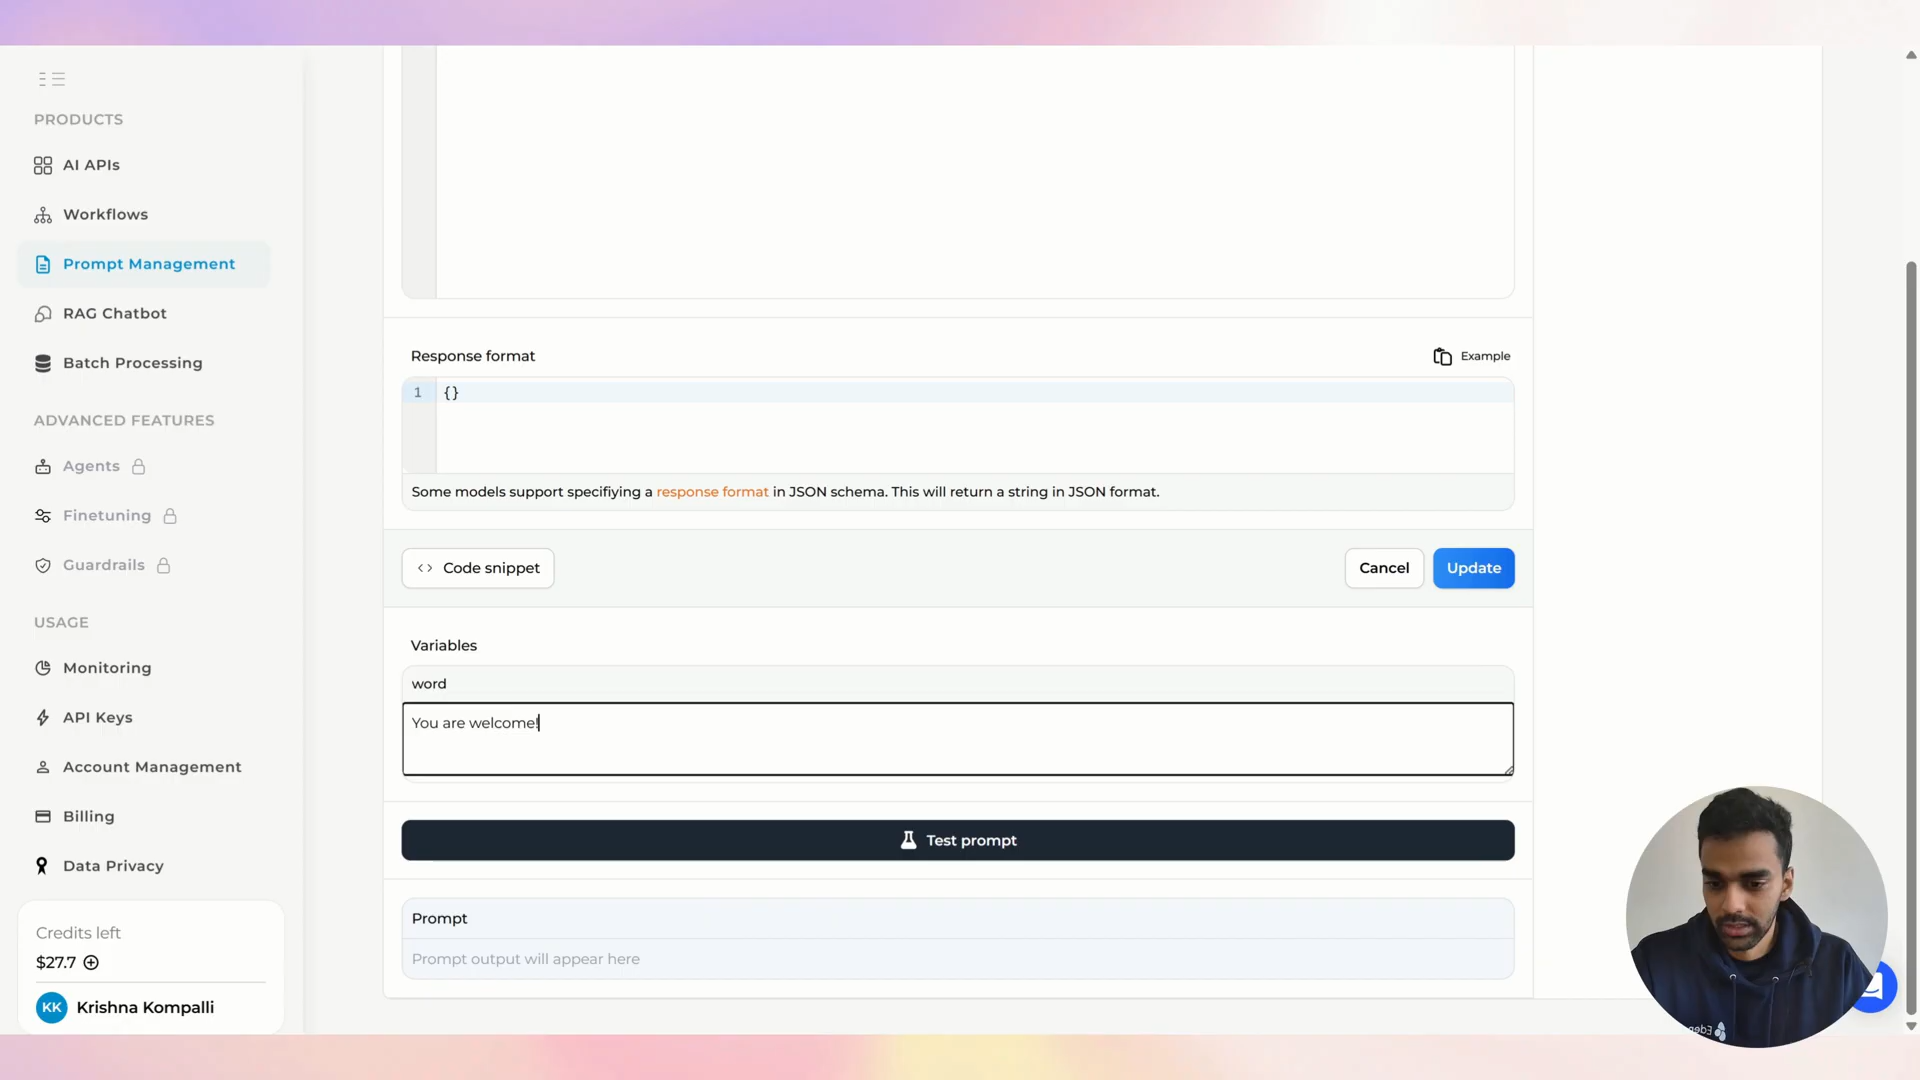 PRODUCTS
AI APIs
Workflows
Prompt Management
RAG Chatbot
Batch Processing
ADVANCED FEATURES
Agents
Finetuning
Guardrails
USAGE
Monitoring
API Keys
Account Management
Billing
Data Privacy
Credits left
$27.7
KK Krishna Kompalli
Response format
Example
1 {}
Some models support specifiying a response format in JSON schema. This will return a string in JSON format.
<> Code snippet
Cancel
Update
Variables
word
You are welcome!
Test prompt
Prompt
Prompt output will appear here